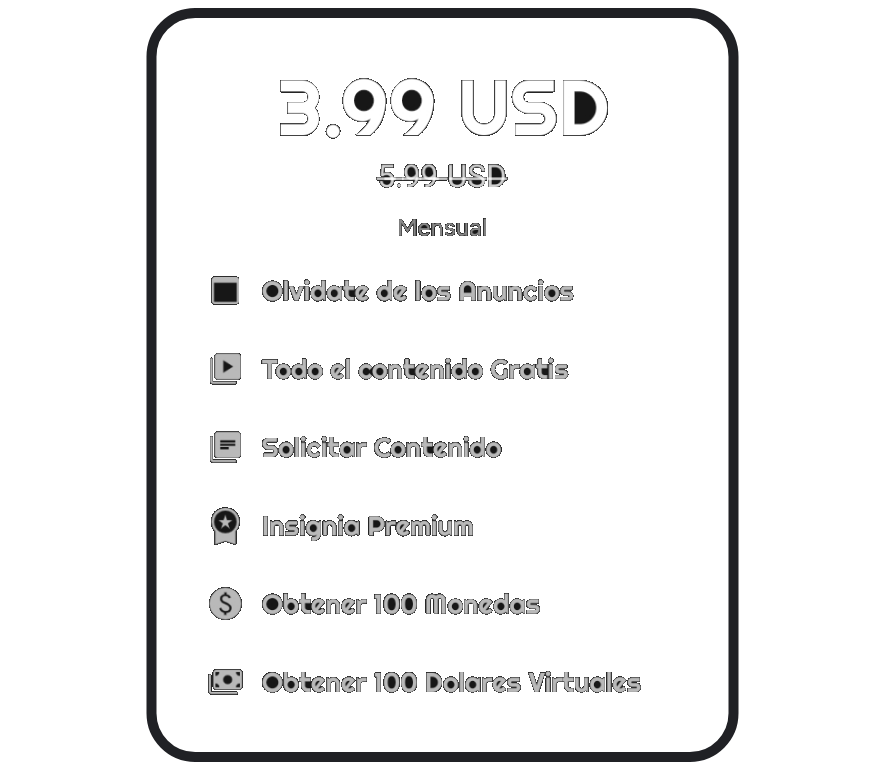 3.99 USD
5.99 USD
Mensual
Olvidate de los Anuncios
Todo el contenido Gratis
Solicitar Contenido
Insignia Premium
Obtener 100 Monedas
Obtener 100 Dolares Virtuales